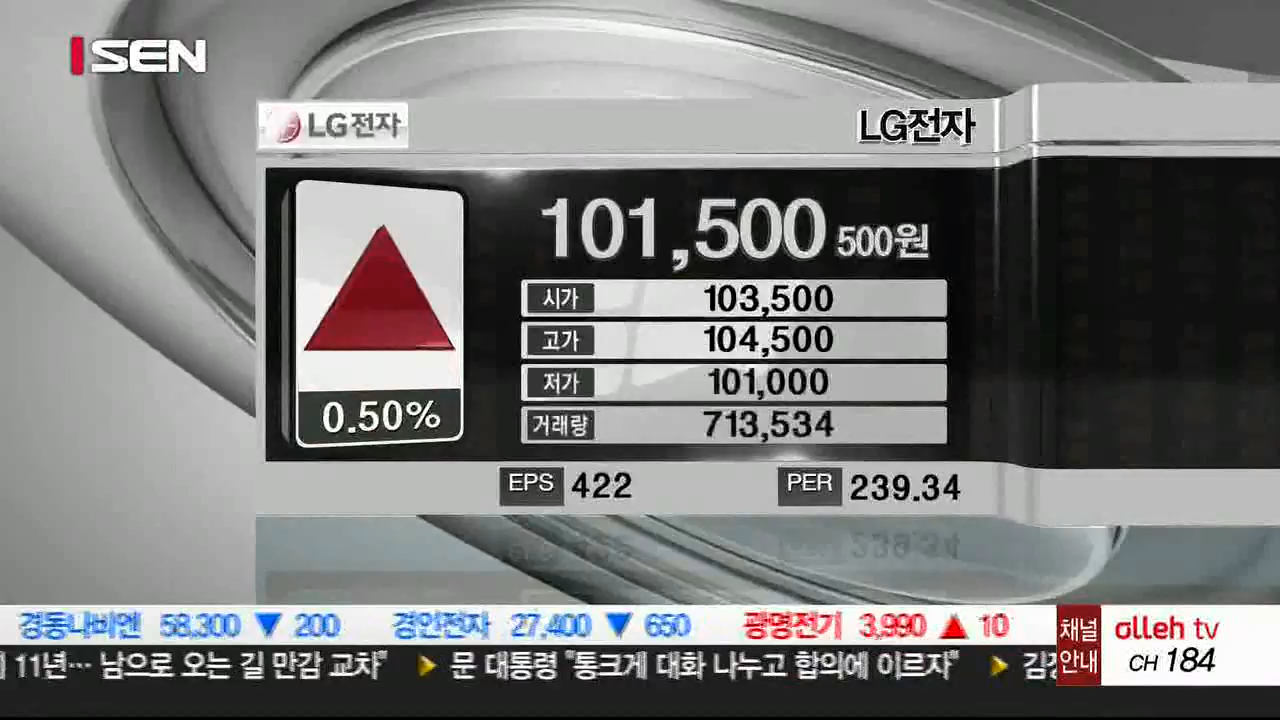 SEN
LG전자
LG전자
101,500 500원
시가 103,500
고가 104,500
저가 101,000
거래량 713,534
0.50%
EPS 422 PER 239.34
경동나비엔 58,300 ▼ 200 경인전자 27,400 ▼ 650 광명전기 3,990 ▲ 10
11년… 남으로 오는 길 만감 교차” 문 대통령 “통크게 대화 나누고 합의에 이르자”
채널 안내
olleh tv
CH 184